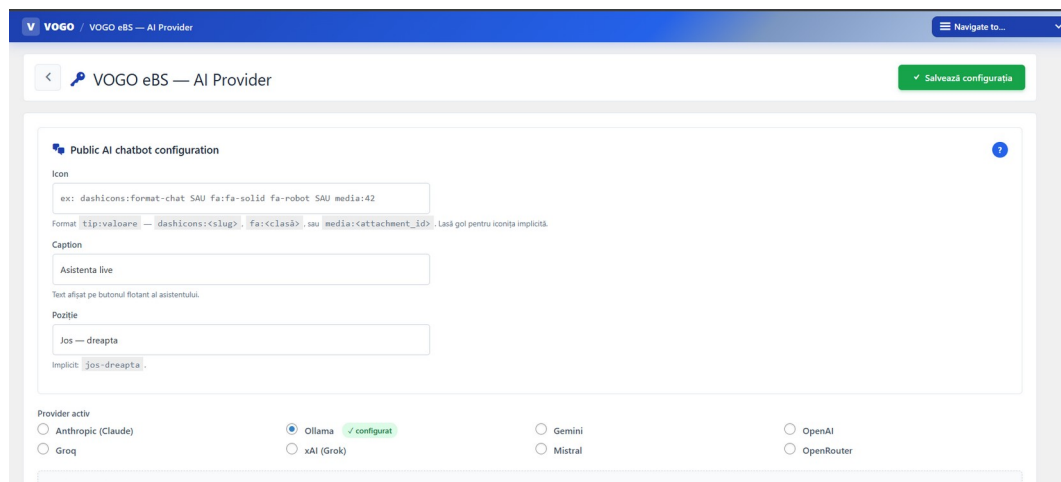 V VOGO / VOGO eBS — AI Provider
Navigate to...
VOGO eBS — AI Provider
✓ Salvează configurația
Public AI chatbot configuration
?
Icon
ex: dashicons:format-chat SAU fa:fa-solid fa-robot SAU media:42
Format tip:valoare — dashicons:<slug>, fa:<clasă>, sau media:<attachment_id>. Lasă gol pentru iconița implicită.
Caption
Asistenta live
Text afișat pe butonul flotant al asistentului.
Poziție
Jos — dreapta
Implicit: jos-dreapta.
Provider activ
Anthropic (Claude)
Ollama ✓ configurat
Gemini
OpenAI
Groq
xAI (Grok)
Mistral
OpenRouter